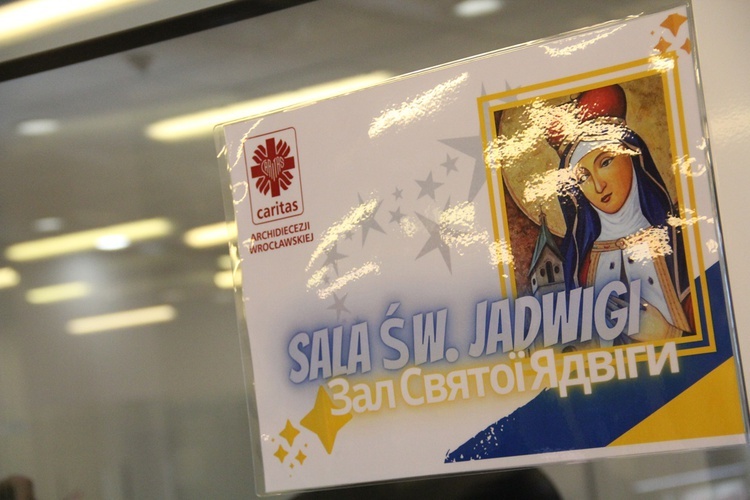 caritas
ARCHIDIECEZJI
WROCŁAWSKIEJ
SALA ŚW. JADWIGI
Зал Святої Ядвіги